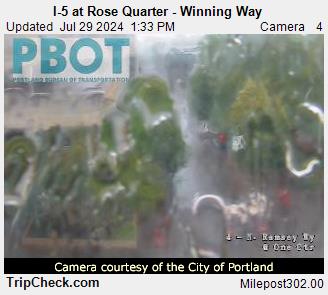 I-5 at Rose Quarter - Winning Way
Updated Jul 29 2024 1:33 PM Camera 4
PBOT
PORTLAND BUREAU OF TRANSPORTATION
4 - N. Ramsay Wy
W One Ctr
Camera courtesy of the City of Portland
TripCheck.com Milepost302.00